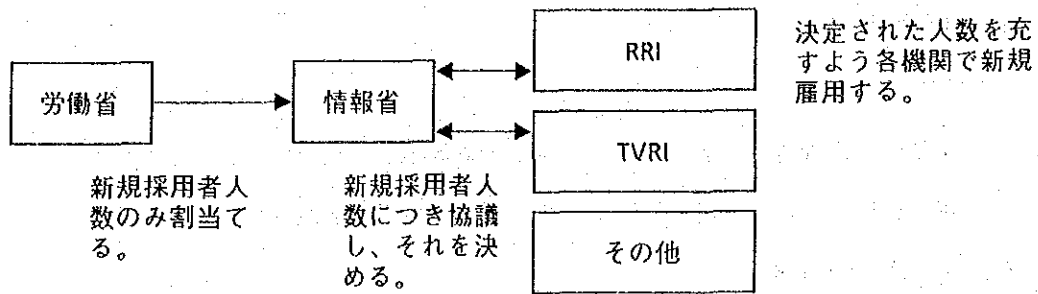 労働省
新規採用者人
数のみ割当て
る。
情報省
新規採用者人
数につき協議
し、それを決
める。
RRI
TVRI
その他
決定された人数を充
すよう各機関で新規
雇用する。